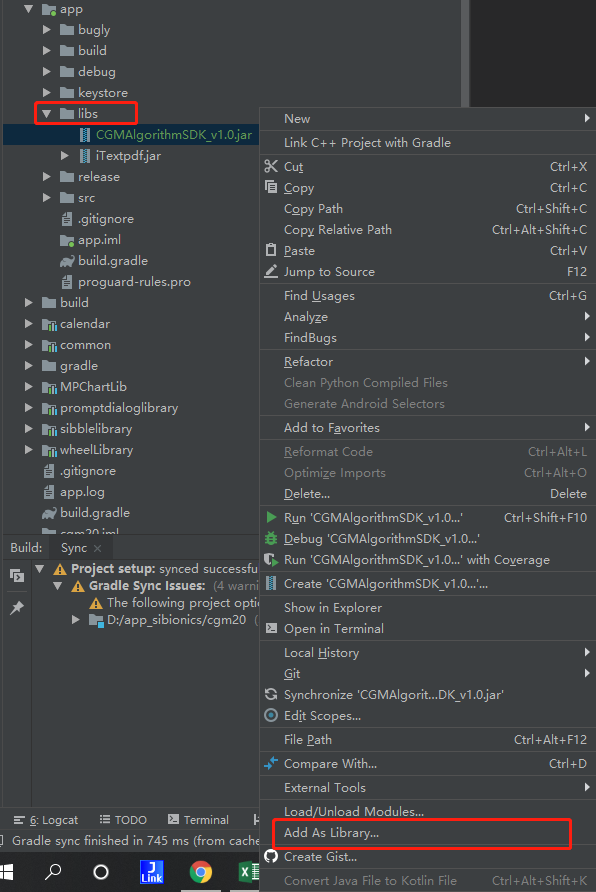 app
bugly
build
debug
keystore
libs
CGMAlgorithmSDK_v1.0.jar
iTextpdf.jar
release
src
.gitignore
app.iml
build.gradle
proguard-rules.pro
build
calendar
common
gradle
MPChartLib
promptdialoglibrary
sibblelibrary
wheelLibrary
.gitignore
app.log
build.gradle
cgm20.iml
New
Link C++ Project with Gradle
Cut Ctrl+X
Copy Ctrl+C
Copy Path Ctrl+Shift+C
Copy Relative Path Ctrl+Alt+Shift+C
Paste Ctrl+V
Jump to Source F12
Find Usages Ctrl+G
Analyze
FindBugs
Refactor
Clean Python Compiled Files
Generate Android Selectors
Add to Favorites
Reformat Code Ctrl+Alt+L
Optimize Imports Ctrl+Alt+O
Delete... Delete
Run 'CGMAlgorithmSDK_v1.0...' Ctrl+Shift+F10
Debug 'CGMAlgorithmSDK_v1.0...'
Run 'CGMAlgorithmSDK_v1.0...' with Coverage
Create 'CGMAlgorithmSDK_v1.0...'...
Show in Explorer
Open in Terminal
Local History
Git
Synchronize 'CGMAlgorit...DK_v1.0.jar'
Edit Scopes...
File Path Ctrl+Alt+F12
Compare With... Ctrl+D
External Tools
Load/Unload Modules...
Add As Library...
Create Gist...
Convert Java File to Kotlin File Ctrl+Alt+Shift+K
Build: Sync
Project setup: synced successfu
Gradle Sync Issues: (4 warni
The following project optio
D:/app_sibionics/cgm20 (
6: Logcat TODO Terminal
Gradle sync finished in 745 ms (from cache
J
Link
X